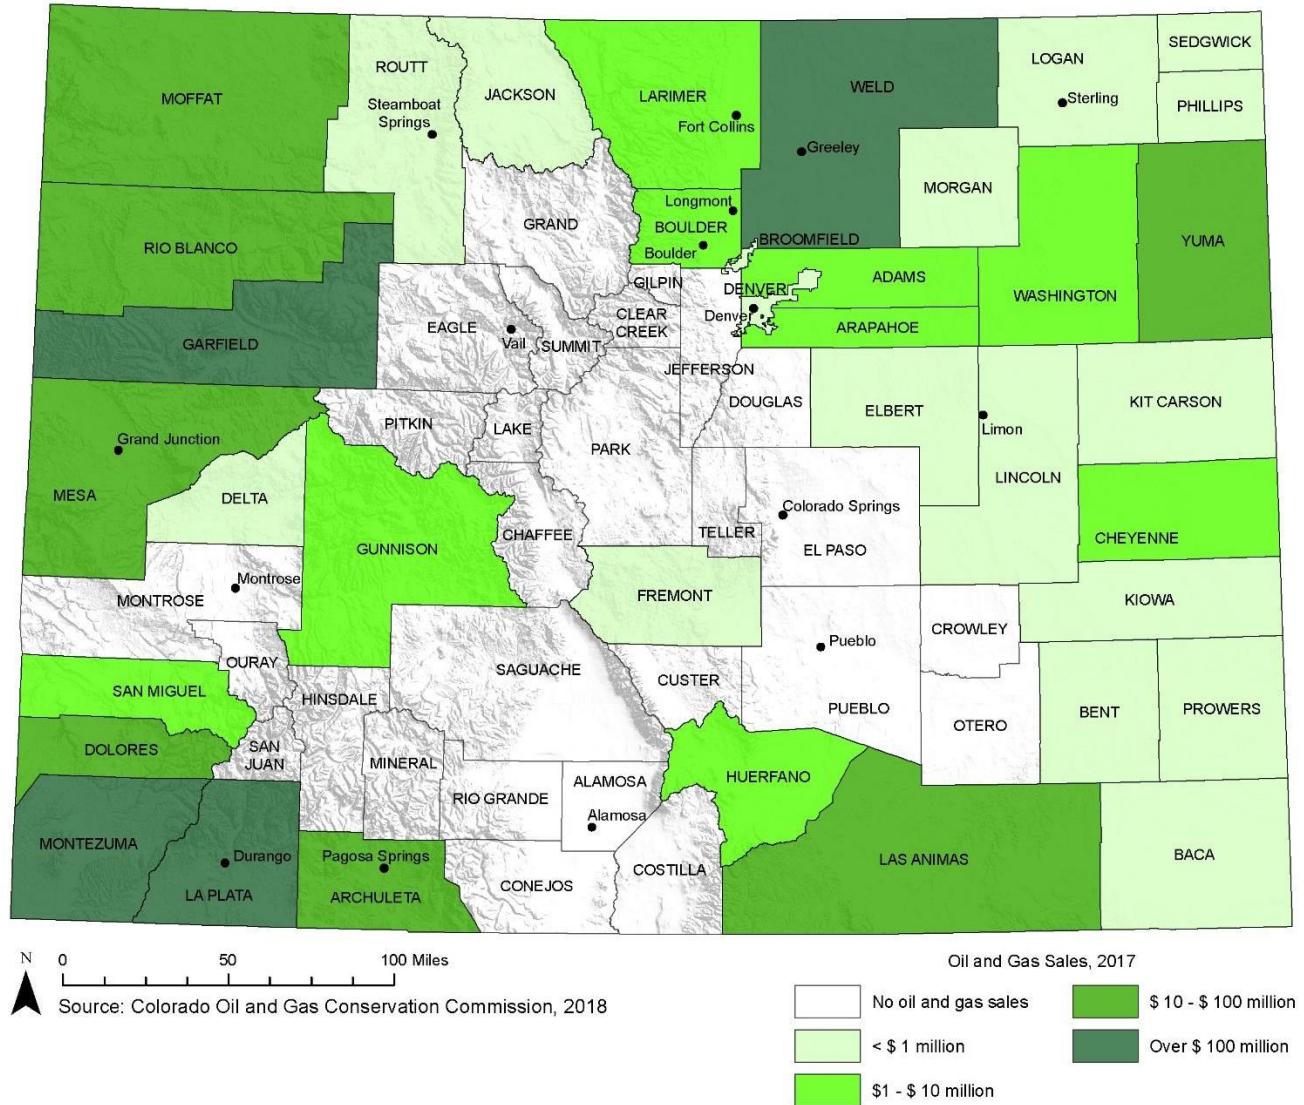 MOFFAT
ROUTT
Steamboat
Springs
JACKSON
LARIMER
Fort Collins
WELD
Greeley
LOGAN
Sterling
SEDGWICK
PHILLIPS
MORGAN
RIO BLANCO
GRAND
Longmont
BOULDER
Boulder
BROOMFIELD
YUMA
GARFIELD
EAGLE
Vail
SUMMIT
GILPIN
CLEAR
CREEK
DENVER
Denver
ADAMS
ARAPAHOE
WASHINGTON
JEFFERSON
DOUGLAS
ELBERT
Limon
LINCOLN
KIT CARSON
Grand Junction
MESA
DELTA
PITKIN
LAKE
PARK
GUNNISON
CHAFFEE
TELLER
Colorado Springs
EL PASO
CHEYENNE
Montrose
MONTROSE
FREMONT
KIOWA
OURAY
SAN MIGUEL
HINSDALE
SAGUACHE
CUSTER
Pueblo
PUEBLO
CROWLEY
OTERO
BENT
PROWERS
DOLORES
SAN
JUAN
MINERAL
RIO GRANDE
ALAMOSA
Alamosa
HUERFANO
MONTEZUMA
Durango
LA PLATA
Pagosa Springs
ARCHULETA
CONEJOS
COSTILLA
LAS ANIMAS
BACA
N
0 50 100 Miles
Source: Colorado Oil and Gas Conservation Commission, 2018
Oil and Gas Sales, 2017
No oil and gas sales
< $ 1 million
$1 - $ 10 million
$ 10 - $ 100 million
Over $ 100 million